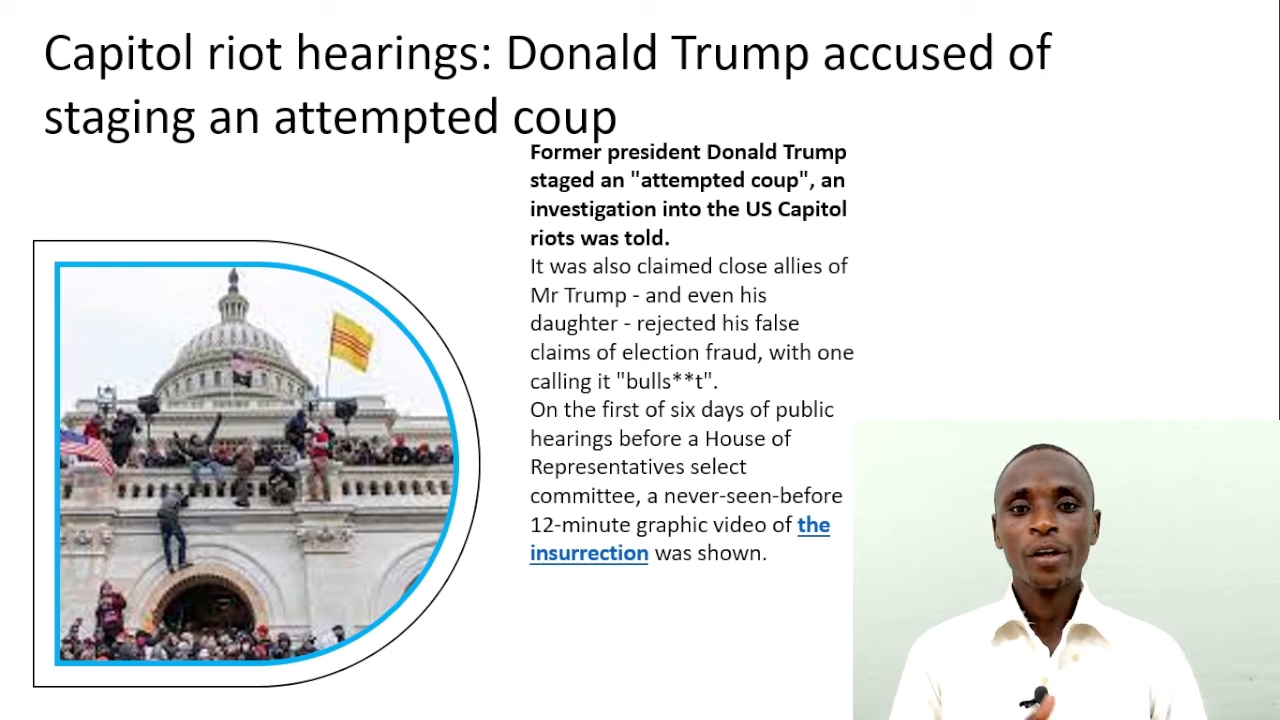 Capitol riot hearings: Donald Trump accused of
staging an attempted coup
Former president Donald Trump
staged an "attempted coup", an
investigation into the US Capitol
riots was told.
It was also claimed close allies of
Mr Trump - and even his
daughter - rejected his false
claims of election fraud, with one
calling it "bulls**t".
On the first of six days of public
hearings before a House of
Representatives select
committee, a never-seen-before
12-minute graphic video of the
insurrection was shown.